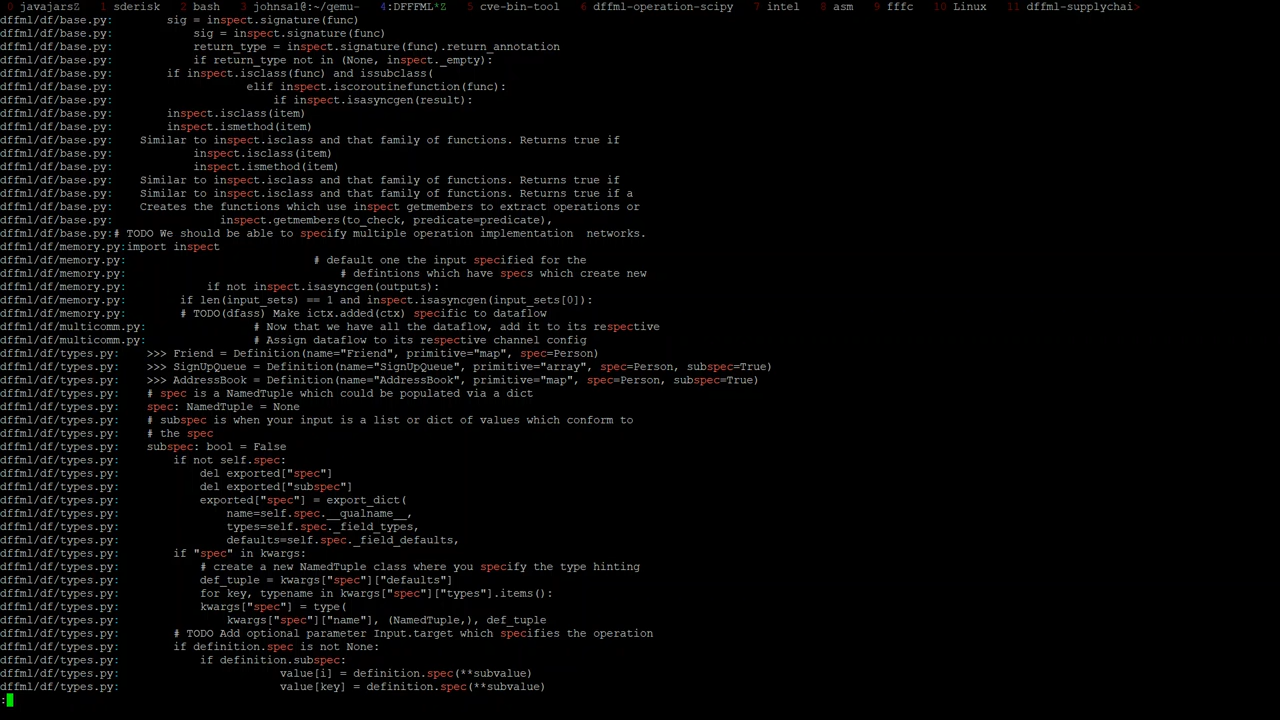 0 javajarsZ  1 sderisk  2 bash  3 johnsal@:~/qemu-  4:DFFFML*Z  5 cve-bin-tool  6 dffml-operation-scipy  7 intel  8 asm  9 fffc  10 Linux  11 dffml-supplychai>
dffml/df/base.py:            sig = inspect.signature(func)
dffml/df/base.py:            sig = inspect.signature(func)
dffml/df/base.py:            return_type = inspect.signature(func).return_annotation
dffml/df/base.py:            if return_type not in (None, inspect._empty):
dffml/df/base.py:        if inspect.isclass(func) and issubclass(
dffml/df/base.py:                    elif inspect.iscoroutinefunction(func):
dffml/df/base.py:                        if inspect.isasyncgen(result):
dffml/df/base.py:        inspect.isclass(item)
dffml/df/base.py:        inspect.ismethod(item)
dffml/df/base.py:    Similar to inspect.isclass and that family of functions. Returns true if
dffml/df/base.py:            inspect.isclass(item)
dffml/df/base.py:            inspect.ismethod(item)
dffml/df/base.py:    Similar to inspect.isclass and that family of functions. Returns true if
dffml/df/base.py:    Similar to inspect.isclass and that family of functions. Returns true if a
dffml/df/base.py:    Creates the functions which use inspect getmembers to extract operations or
dffml/df/base.py:                inspect.getmembers(to_check, predicate=predicate),
dffml/df/base.py:# TODO We should be able to specify multiple operation implementation  networks.
dffml/df/memory.py:import inspect
dffml/df/memory.py:                             # default one the input specified for the
dffml/df/memory.py:                                 # defintions which have specs which create new
dffml/df/memory.py:             if not inspect.isasyncgen(outputs):
dffml/df/memory.py:         if len(input_sets) == 1 and inspect.isasyncgen(input_sets[0]):
dffml/df/memory.py:         # TODO(dfass) Make ictx.added(ctx) specific to dataflow
dffml/df/multicomm.py:                # Now that we have all the dataflow, add it to its respective
dffml/df/multicomm.py:                # Assign dataflow to its respective channel config
dffml/df/types.py:    >>> Friend = Definition(name="Friend", primitive="map", spec=Person)
dffml/df/types.py:    >>> SignUpQueue = Definition(name="SignUpQueue", primitive="array", spec=Person, subspec=True)
dffml/df/types.py:    >>> AddressBook = Definition(name="AddressBook", primitive="map", spec=Person, subspec=True)
dffml/df/types.py:    # spec is a NamedTuple which could be populated via a dict
dffml/df/types.py:    spec: NamedTuple = None
dffml/df/types.py:    # subspec is when your input is a list or dict of values which conform to
dffml/df/types.py:    # the spec
dffml/df/types.py:    subspec: bool = False
dffml/df/types.py:        if not self.spec:
dffml/df/types.py:            del exported["spec"]
dffml/df/types.py:            del exported["subspec"]
dffml/df/types.py:            exported["spec"] = export_dict(
dffml/df/types.py:                name=self.spec.__qualname__,
dffml/df/types.py:                types=self.spec._field_types,
dffml/df/types.py:                defaults=self.spec._field_defaults,
dffml/df/types.py:        if "spec" in kwargs:
dffml/df/types.py:            # create a new NamedTuple class where you specify the type hinting
dffml/df/types.py:            def_tuple = kwargs["spec"]["defaults"]
dffml/df/types.py:            for key, typename in kwargs["spec"]["types"].items():
dffml/df/types.py:            kwargs["spec"] = type(
dffml/df/types.py:                kwargs["spec"]["name"], (NamedTuple,), def_tuple
dffml/df/types.py:        # TODO Add optional parameter Input.target which specifies the operation
dffml/df/types.py:        if definition.spec is not None:
dffml/df/types.py:            if definition.subspec:
dffml/df/types.py:                        value[i] = definition.spec(**subvalue)
dffml/df/types.py:                        value[key] = definition.spec(**subvalue)
: